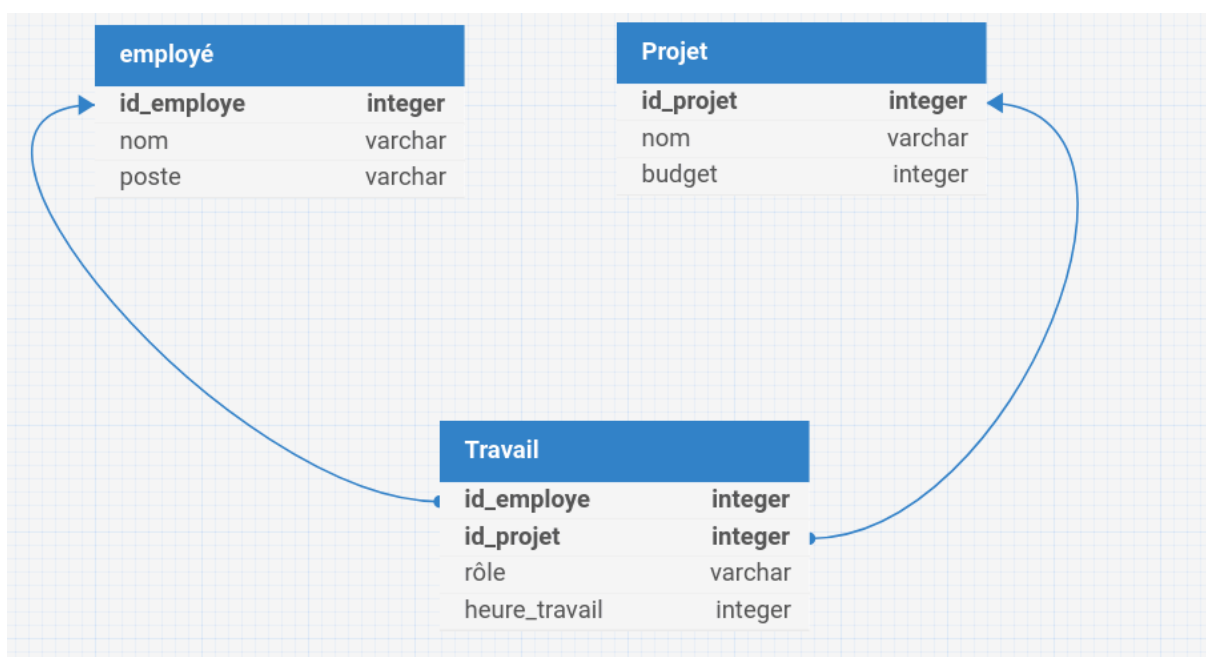 employé
id_employe integer
nom varchar
poste varchar
Projet
id_projet integer
nom varchar
budget integer
Travail
id_employe integer
id_projet integer
rôle varchar
heure_travail integer